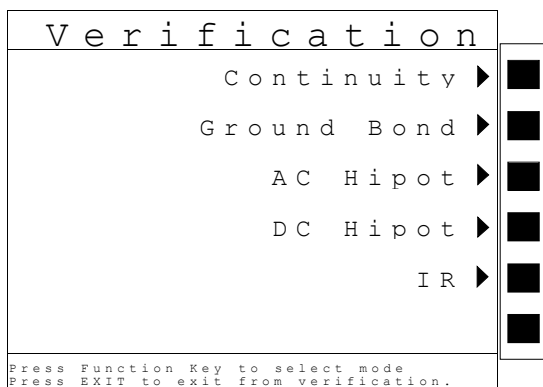 Verification
Continuity
Ground Bond
AC Hipot
DC Hipot
IR
Press Function Key to select mode
Press EXIT to exit from verification.